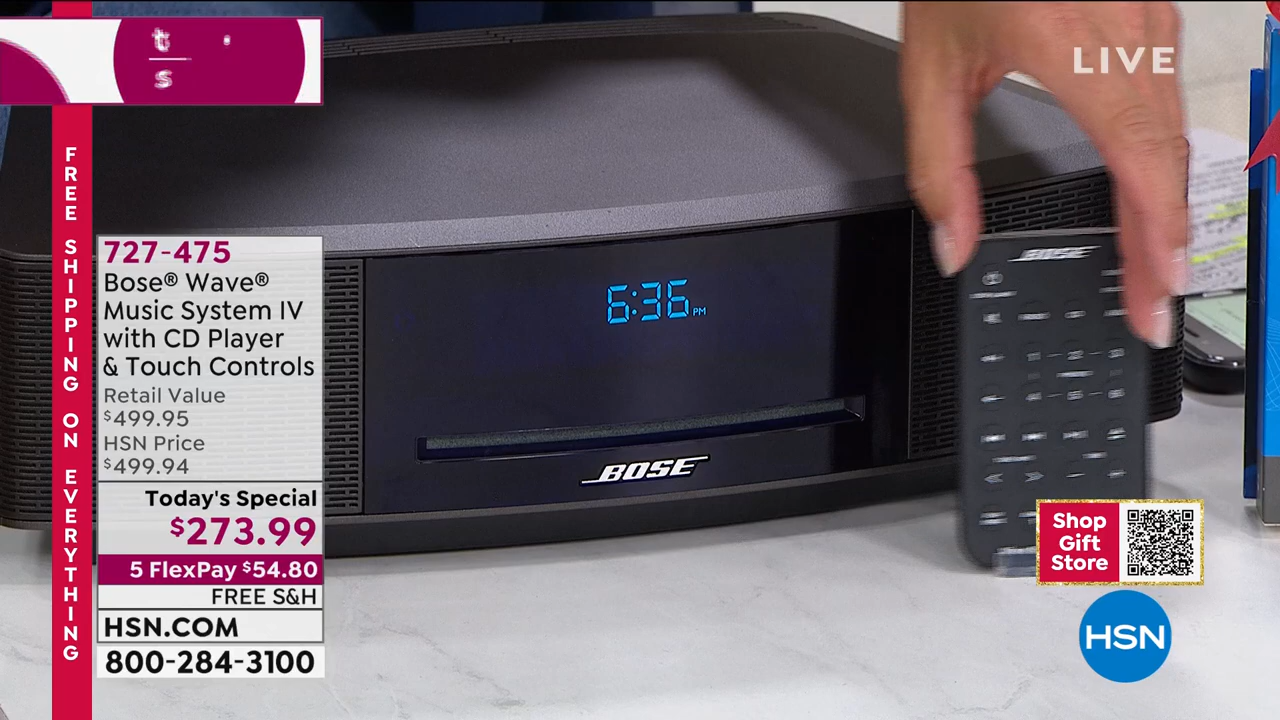 t
s
LIVE
FREE SHIPPING ON EVERYTHING
727-475
Bose® Wave®
Music System IV
with CD Player
& Touch Controls
Retail Value
$499.95
HSN Price
$499.94
Today's Special
$273.99
5 FlexPay $54.80
FREE S&H
HSN.COM
800-284-3100
6:36 PM
BOSE
BOSE
Shop
Gift
Store
HSN